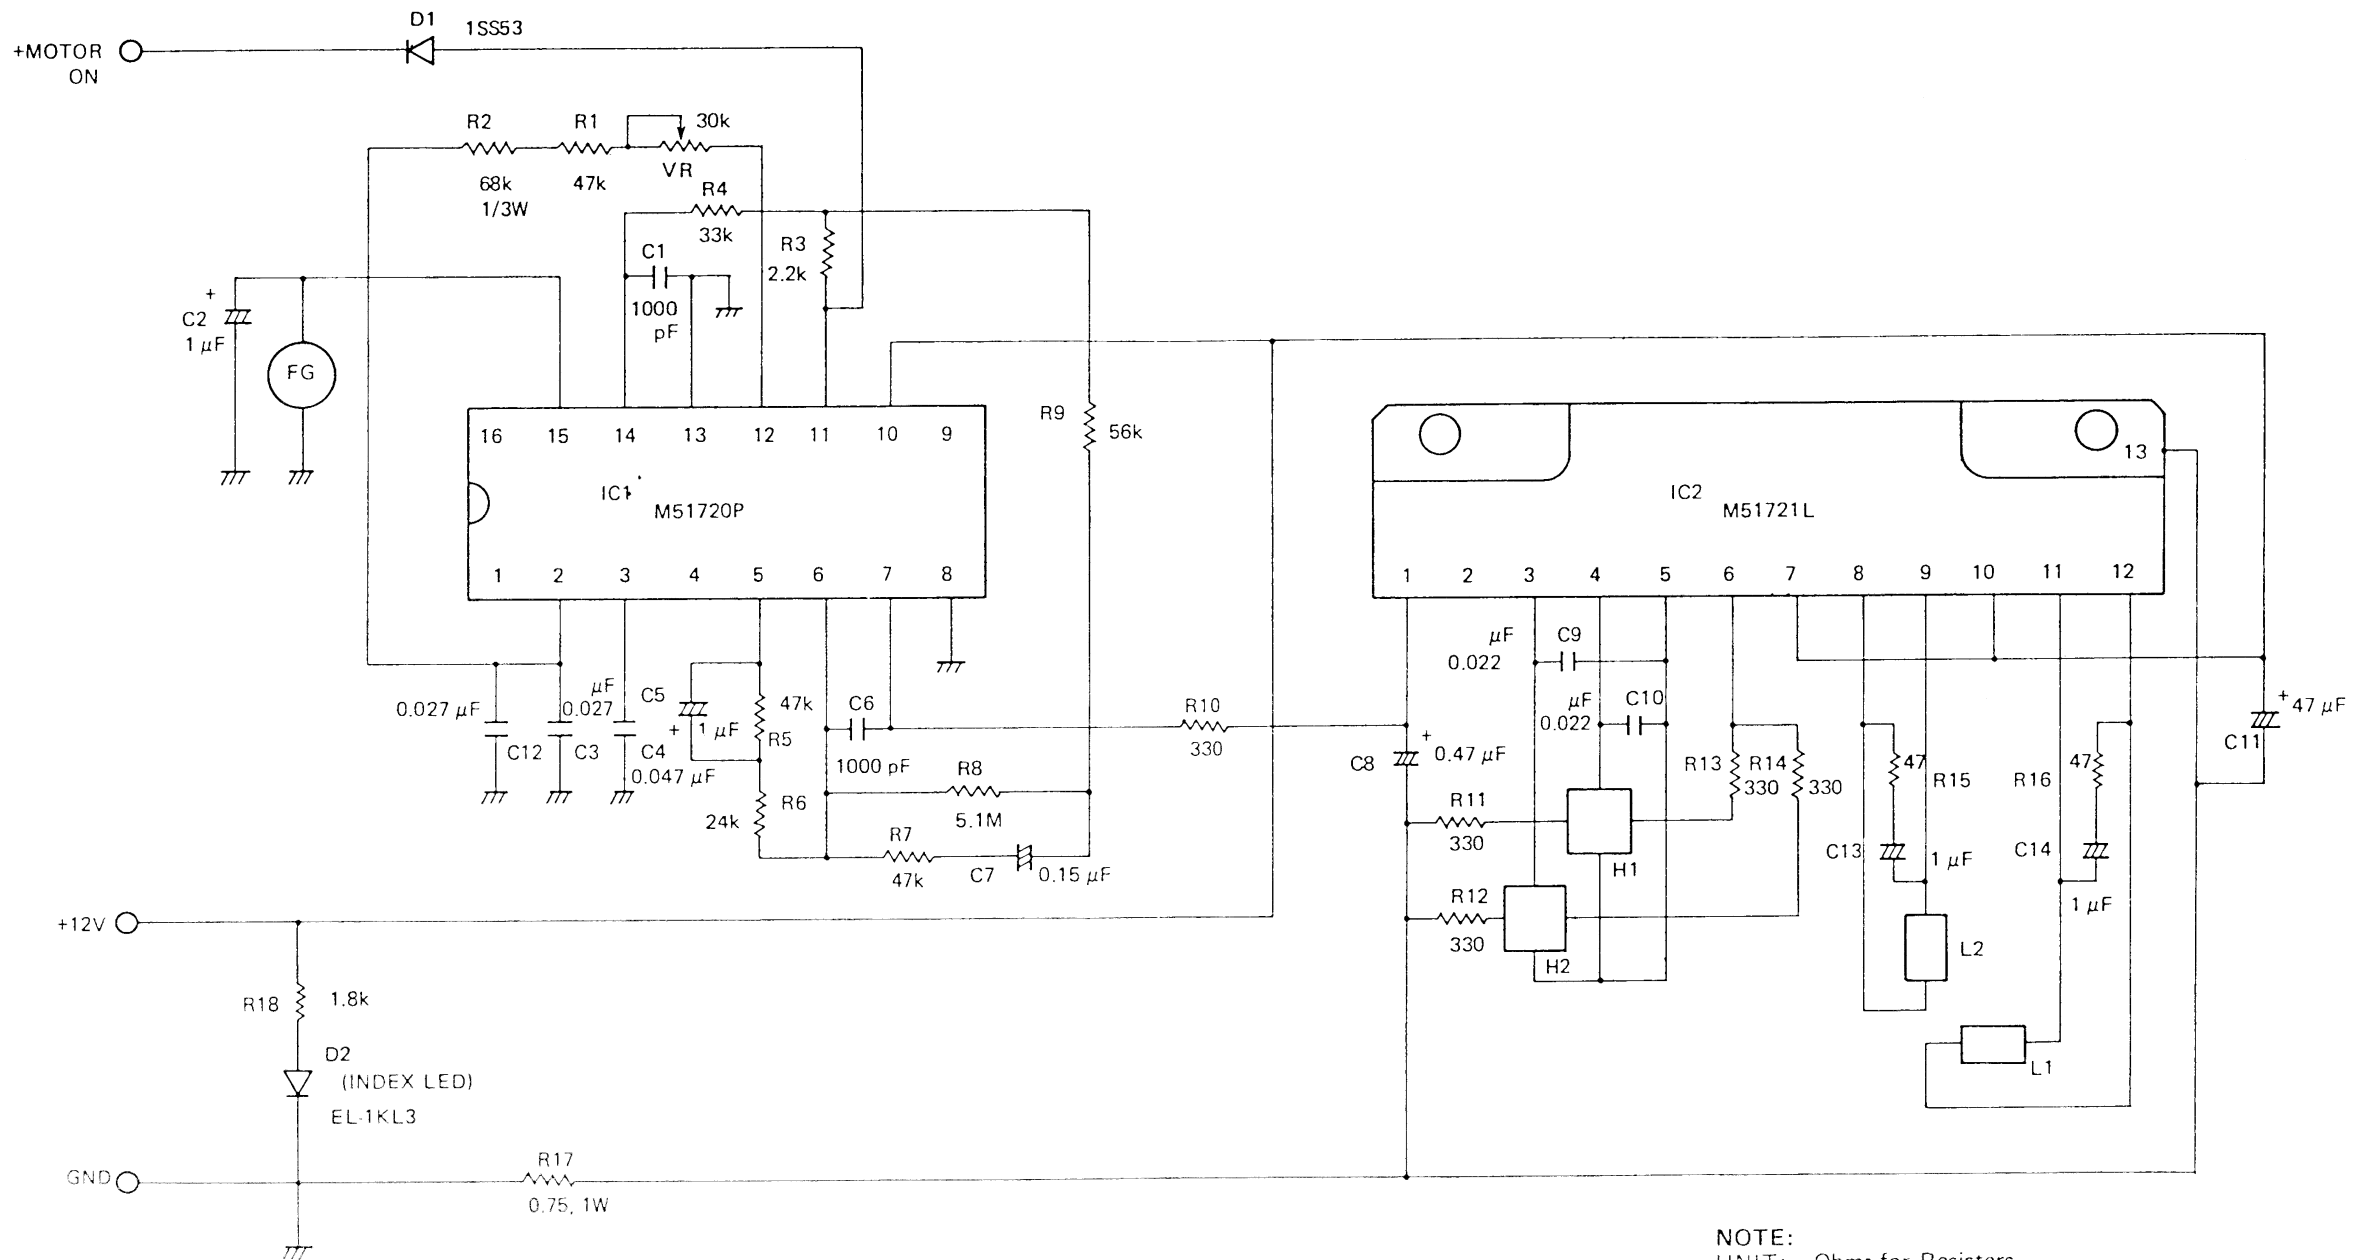 D1
1SS53
+MOTOR
ON
R2
R1
30k
VR
68k
1/3W
47k
R4
33k
C1
1000
pF
R3
2.2k
+
C2
1 μF
FG
R9
56k
16 15 14 13 12 11 10 9
IC1
M51720P
1 2 3 4 5 6 7 8
13
IC2
M51721L
1 2 3 4 5 6 7 8 9 10 11 12
0.027 μF
C12
μF
0.027
C3
C4
0.047 μF
C5
+
1 μF
47k
R5
R6
24k
C6
1000 pF
R8
5.1M
R7
47k
C7
0.15 μF
R10
330
μF
0.022
C9
μF
0.022
C10
C8
+
0.47 μF
R11
330
H1
R12
330
H2
R13
330
R14
330
47
R15
C13
1 μF
R16
47
C14
1 μF
L2
L1
+
47 μF
C11
+12V
R18
1.8k
D2
(INDEX LED)
EL-1KL3
GND
R17
0.75, 1W
NOTE:
UNIT: Ohms for Resisters